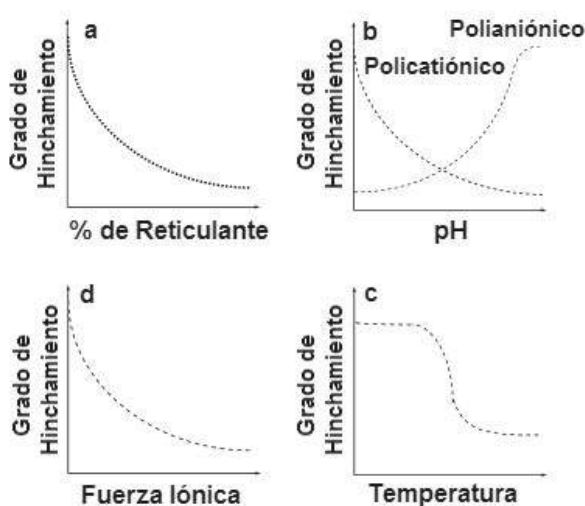 a
Grado de
Hinchamiento
% de Reticulante
b
Polianiónico
Policatiónico
Grado de
Hinchamiento
pH
d
Grado de
Hinchamiento
Fuerza Iónica
c
Grado de
Hinchamiento
Temperatura